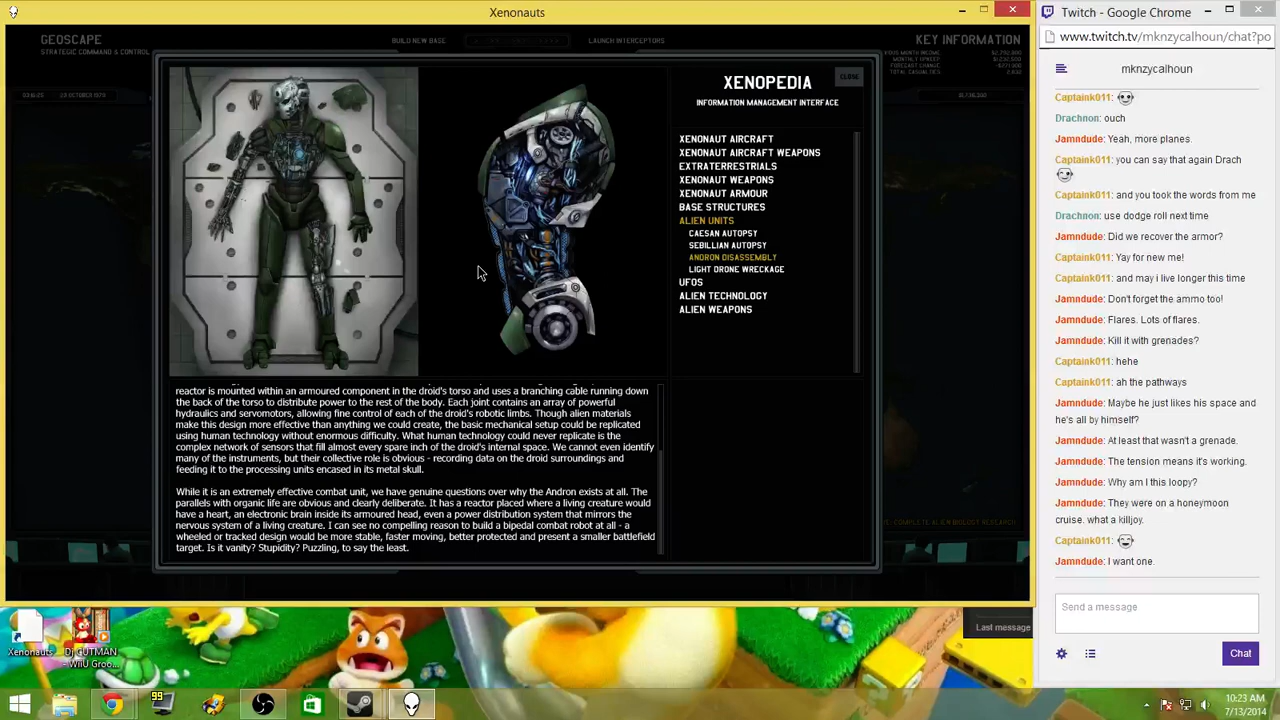 Xenonauts
Twitch - Google Chro
www.twitch.tv/mknzycalhoun/chat?po
GEOSCAPE
STRATEGIC COMMAND & CONTROL
BUILD NEW BASE
LAUNCH INTERCEPTORS
KEY INFORMATION
TOTAL CASUALTIES
XENOPEDIA
INFORMATION MANAGEMENT INTERFACE
CLOSE
XENONAUT AIRCRAFT
XENONAUT AIRCRAFT WEAPONS
EXTRATERRESTRIALS
XENONAUT WEAPONS
XENONAUT ARMOUR
BASE STRUCTURES
ALIEN UNITS
CAESAN AUTOPSY
SEBILLIAN AUTOPSY
ANDRON DISASSEMBLY
LIGHT DRONE WRECKAGE
UFOS
ALIEN TECHNOLOGY
ALIEN WEAPONS
reactor is mounted within an armoured component in the droid's torso and uses a branching cable running down
the back of the torso to distribute power to the rest of the body. Each joint contains an array of powerful
hydraulics and servomotors, allowing fine control of each of the droid's robotic limbs. Though alien materials
make this design more effective than anything we could create, the basic mechanical setup could be replicated
using human technology without enormous difficulty. What human technology could never replicate is the
complex network of sensors that fill almost every spare inch of the droid's internal space. We cannot even identify
many of the instruments, but their collective role is obvious - recording data on the droid surroundings and
feeding it to the processing units encased in its metal skull.
While it is an extremely effective combat unit, we have genuine questions over why the Andron exists at all. The
parallels with organic life are obvious and clearly deliberate. It has a reactor placed where a living creature would
have a heart, an electronic brain inside its armoured head, even a power distribution system that mirrors the
nervous system of a living creature. I can see no compelling reason to build a bipedal combat robot at all - a
wheeled or tracked design would be more stable, faster moving, better protected and present a smaller battlefield
target. Is it vanity? Stupidity? Puzzling, to say the least.
mknzycalhoun
Captaink011:
Drachnon: ouch
Jamndude: Yeah, more planes.
Captaink011: you can say that again Drach
Captaink011: and you took the words from me
Drachnon: use dodge roll next time
Jamndude: Did we recover the armor?
Captaink011: Yay for new me!
Captaink011: and may i live a longer life this time
Jamndude: Don't forget the ammo too!
Jamndude: Flares. Lots of flares.
Jamndude: Kill it with grenades?
Captaink011: hehe
Captaink011: ah the pathways
Jamndude: Maybe he just likes his space and
he's all by himself?
Jamndude: At least that wasn't a grenade.
Jamndude: The tension means it's working.
Jamndude: Why am I this loopy?
Jamndude: They were on a honeymoon
cruise. what a killjoy.
Captaink011:
Jamndude: I want one.
Send a message
Chat
Last message
Xenonauts
Dj CUTMAN
- WiiU Groo...
99
10:23 AM
7/13/2014